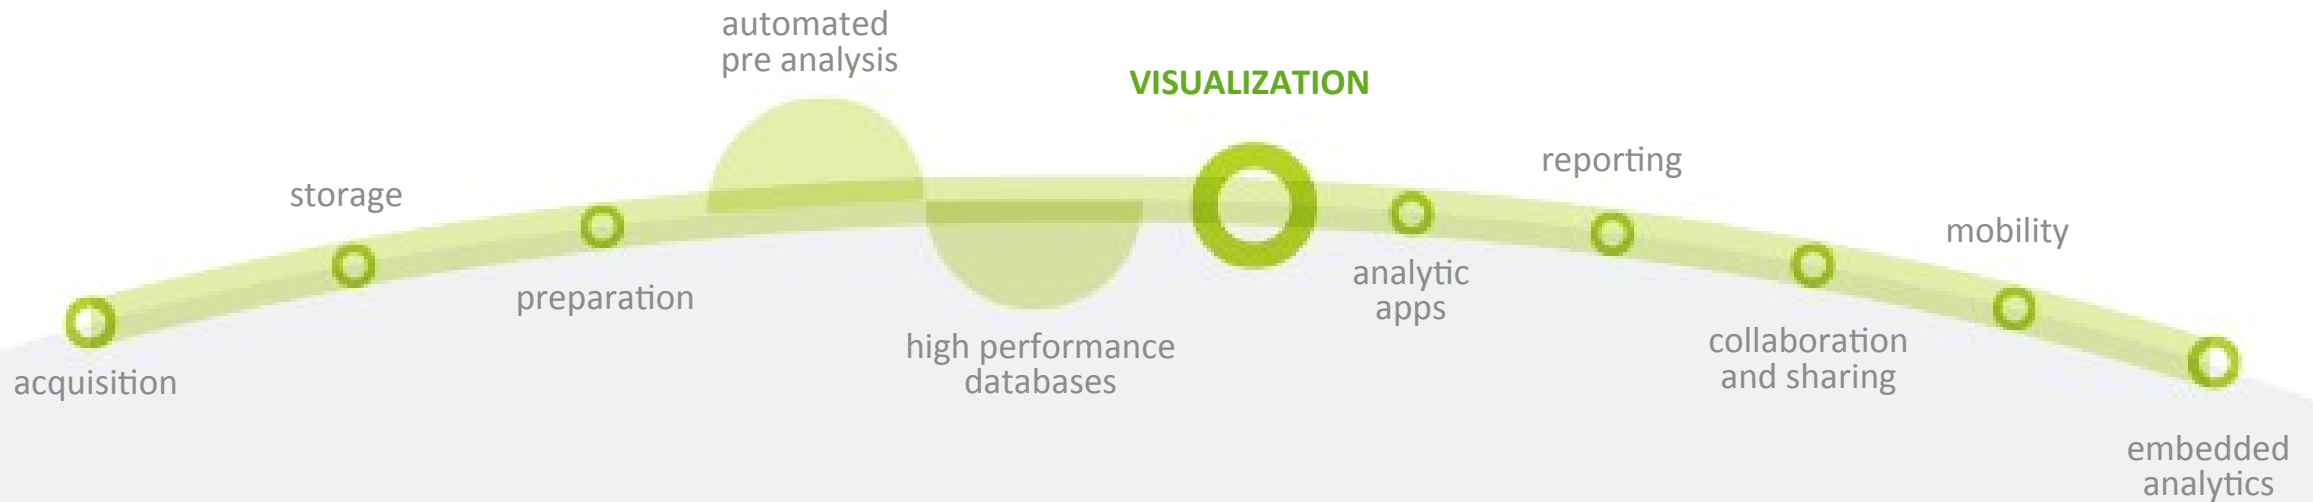 automated
pre analysis
VISUALIZATION
reporting
storage
mobility
analytic
apps
preparation
collaboration
and sharing
high performance
databases
acquisition
embedded
analytics